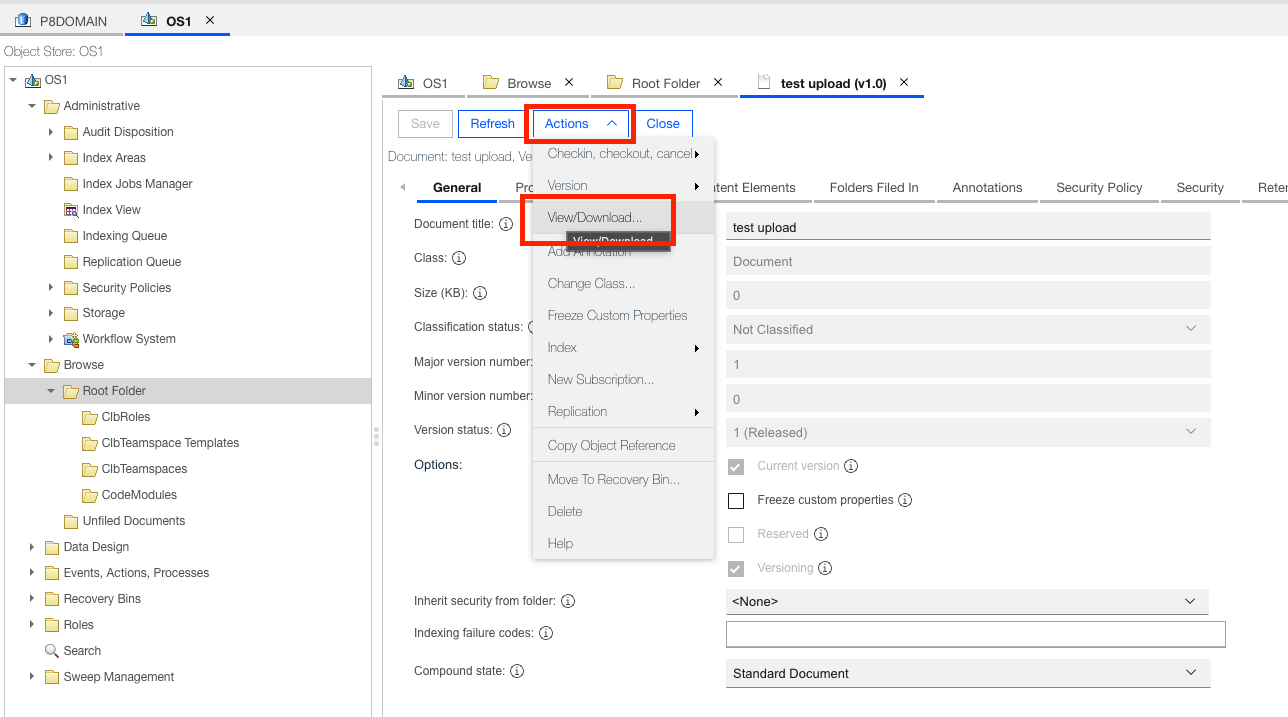 P8DOMAIN
OS1
Object Store: OS1
OS1
Administrative
Audit Disposition
Index Areas
Index Jobs Manager
Index View
Indexing Queue
Replication Queue
Security Policies
Storage
Workflow System
Browse
Root Folder
ClbRoles
ClbTeamspace Templates
ClbTeamspaces
CodeModules
Unfiled Documents
Data Design
Events, Actions, Processes
Recovery Bins
Roles
Search
Sweep Management
OS1 Browse Root Folder test upload (v1.0)
Save Refresh Actions Close
Document: test upload, Ve
General Pro tent Elements Folders Filed In Annotations Security Policy Security Reten
Checkin, checkout, cancel
Version
View/Download...
View/Download...
Add Annotation
Change Class...
Freeze Custom Properties
Index
New Subscription...
Replication
Copy Object Reference
Move To Recovery Bin...
Delete
Help
Document title: test upload
Class: Document
Size (KB): 0
Classification status: Not Classified
Major version number: 1
Minor version number: 0
Version status: 1 (Released)
Options: Current version
Freeze custom properties
Reserved
Versioning
Inherit security from folder: <None>
Indexing failure codes:
Compound state: Standard Document